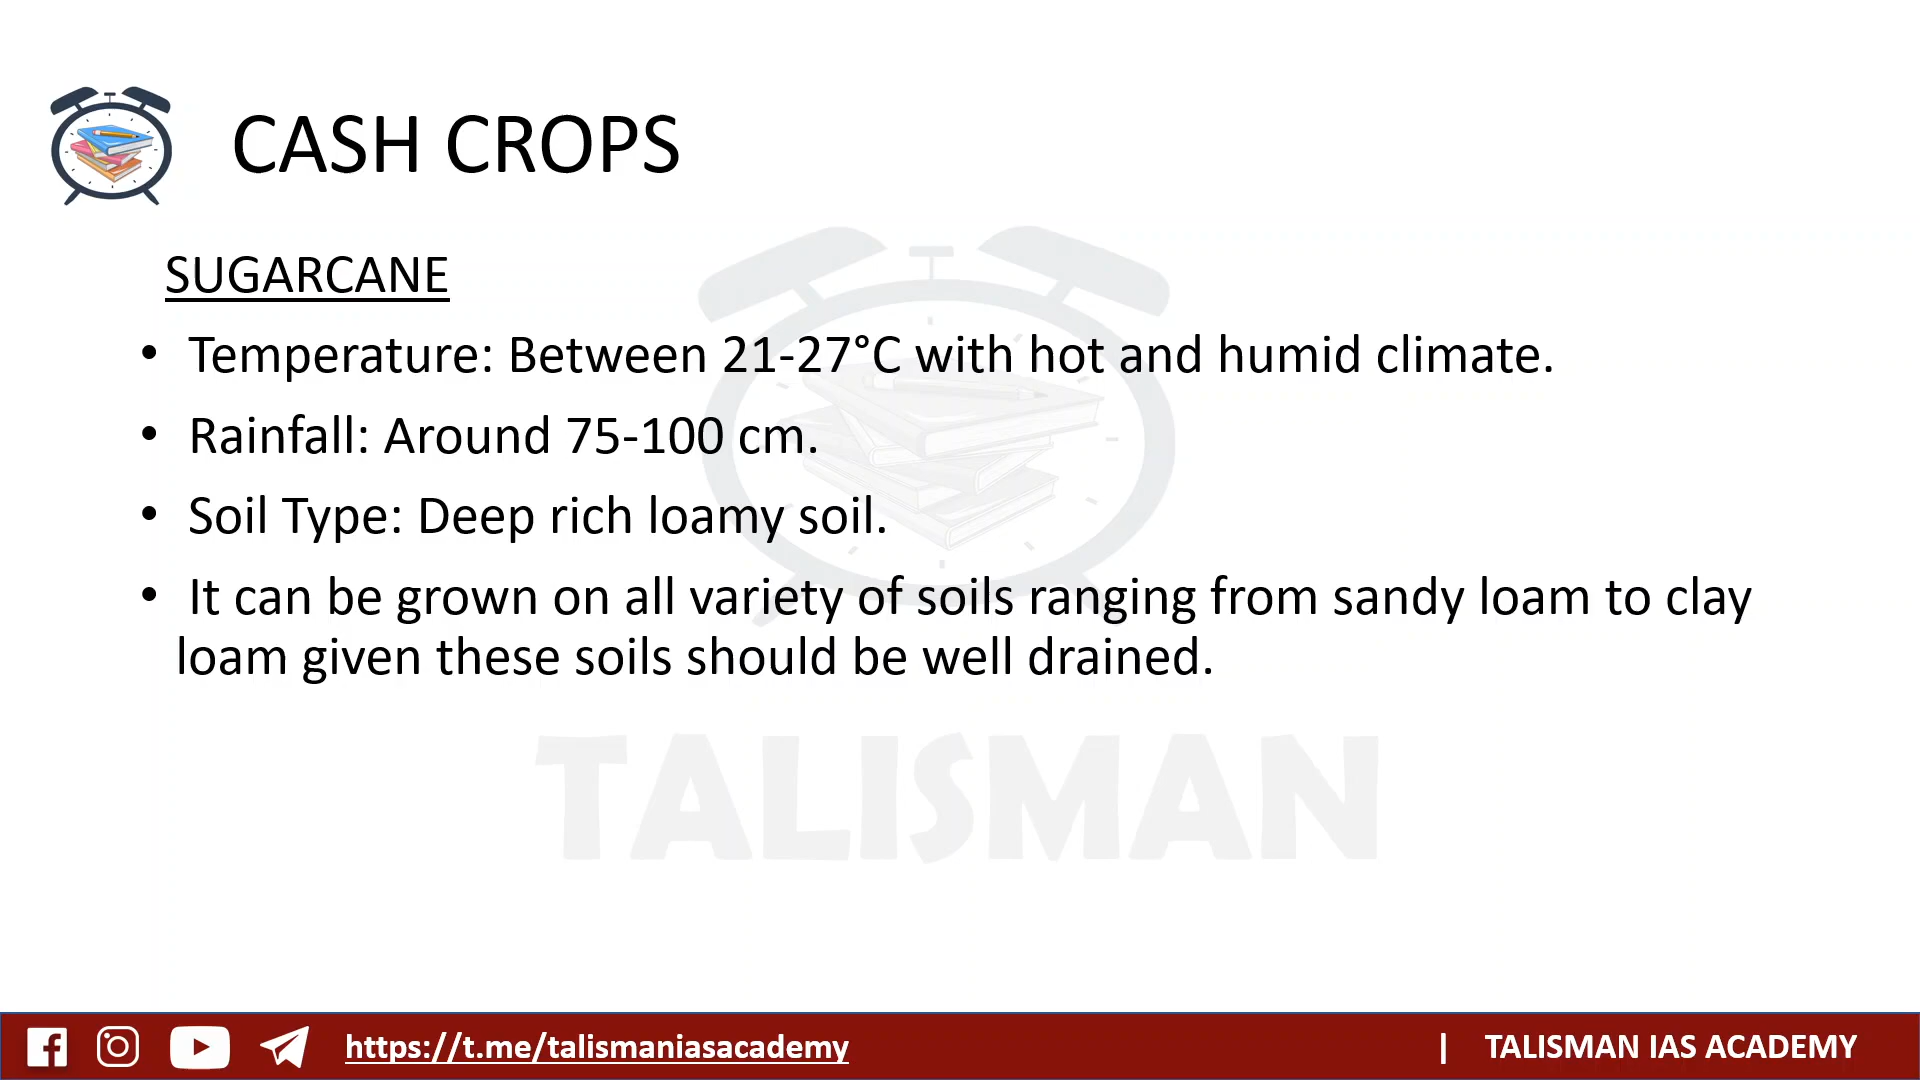 CASH CROPS
SUGARCANE
• Temperature: Between 21-27°C with hot and humid climate.
• Rainfall: Around 75-100 cm.
• Soil Type: Deep rich loamy soil.
• It can be grown on all variety of soils ranging from sandy loam to clay
loam given these soils should be well drained.
TALISMAN
https://t.me/talismaniasacademy
| TALISMAN IAS ACADEMY